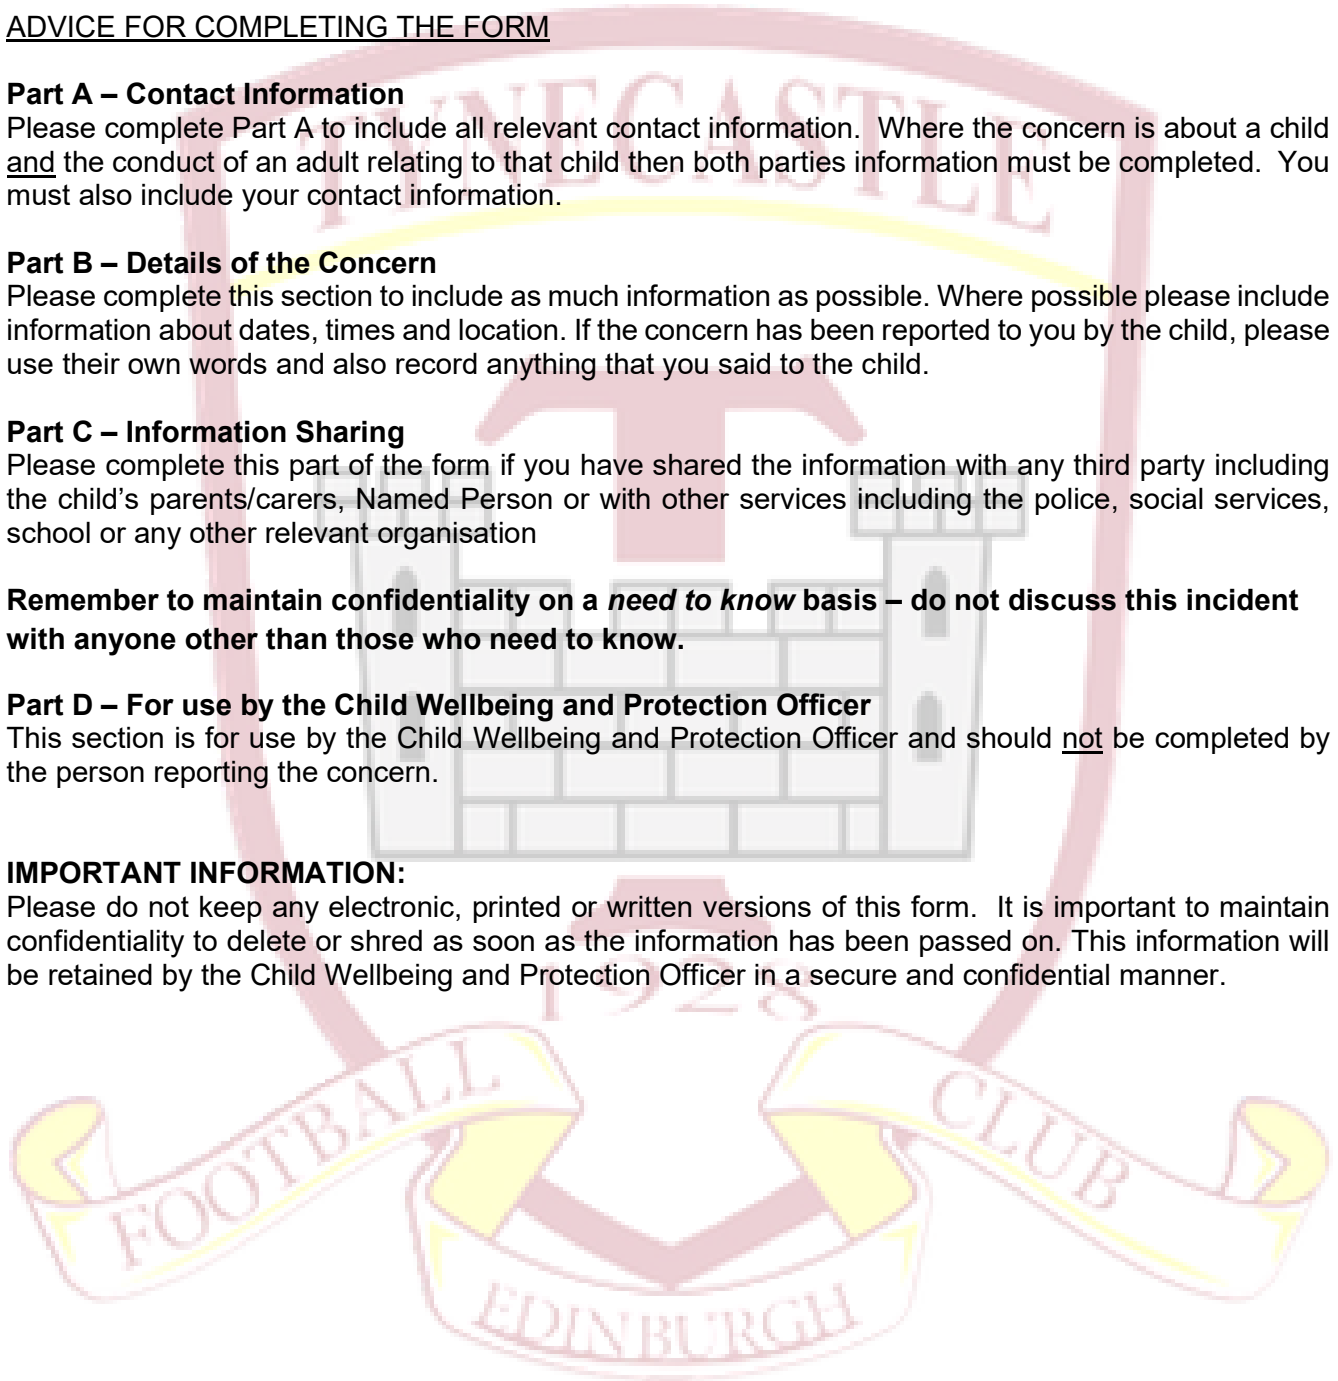 ADVICE FOR COMPLETING THE FORM
Part A – Contact Information
Please complete Part A to include all relevant contact information.  Where the concern is about a child
and the conduct of an adult relating to that child then both parties information must be completed.  You
must also include your contact information.
Part B – Details of the Concern
Please complete this section to include as much information as possible. Where possible please include
information about dates, times and location. If the concern has been reported to you by the child, please
use their own words and also record anything that you said to the child.
Part C – Information Sharing
Please complete this part of the form if you have shared the information with any third party including
the child’s parents/carers, Named Person or with other services including the police, social services,
school or any other relevant organisation
Remember to maintain confidentiality on a need to know basis – do not discuss this incident
with anyone other than those who need to know.
Part D – For use by the Child Wellbeing and Protection Officer
This section is for use by the Child Wellbeing and Protection Officer and should not be completed by
the person reporting the concern.
IMPORTANT INFORMATION:
Please do not keep any electronic, printed or written versions of this form.  It is important to maintain
confidentiality to delete or shred as soon as the information has been passed on. This information will
be retained by the Child Wellbeing and Protection Officer in a secure and confidential manner.
TYNECASTLE
T
1928
FOOTBALL
CLUB
EDINBURGH